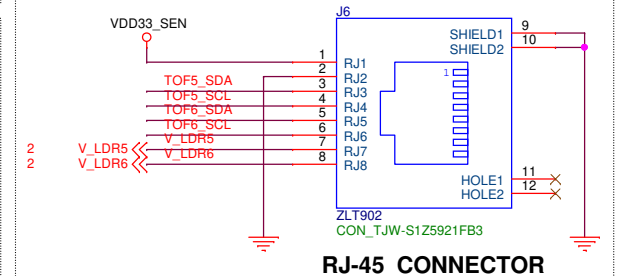 VDD33_SEN
J6
1 RJ1
2 RJ2
TOF5_SDA 3 RJ3
TOF5_SCL 4 RJ4
TOF6_SDA 5 RJ5
TOF6_SCL 6 RJ6
2 V_LDR5 V_LDR5 7 RJ7
2 V_LDR6 V_LDR6 8 RJ8
SHIELD1 9
SHIELD2 10
1
HOLE1 11
HOLE2 12
ZLT902
CON_TJW-S1Z5921FB3
RJ-45 CONNECTOR